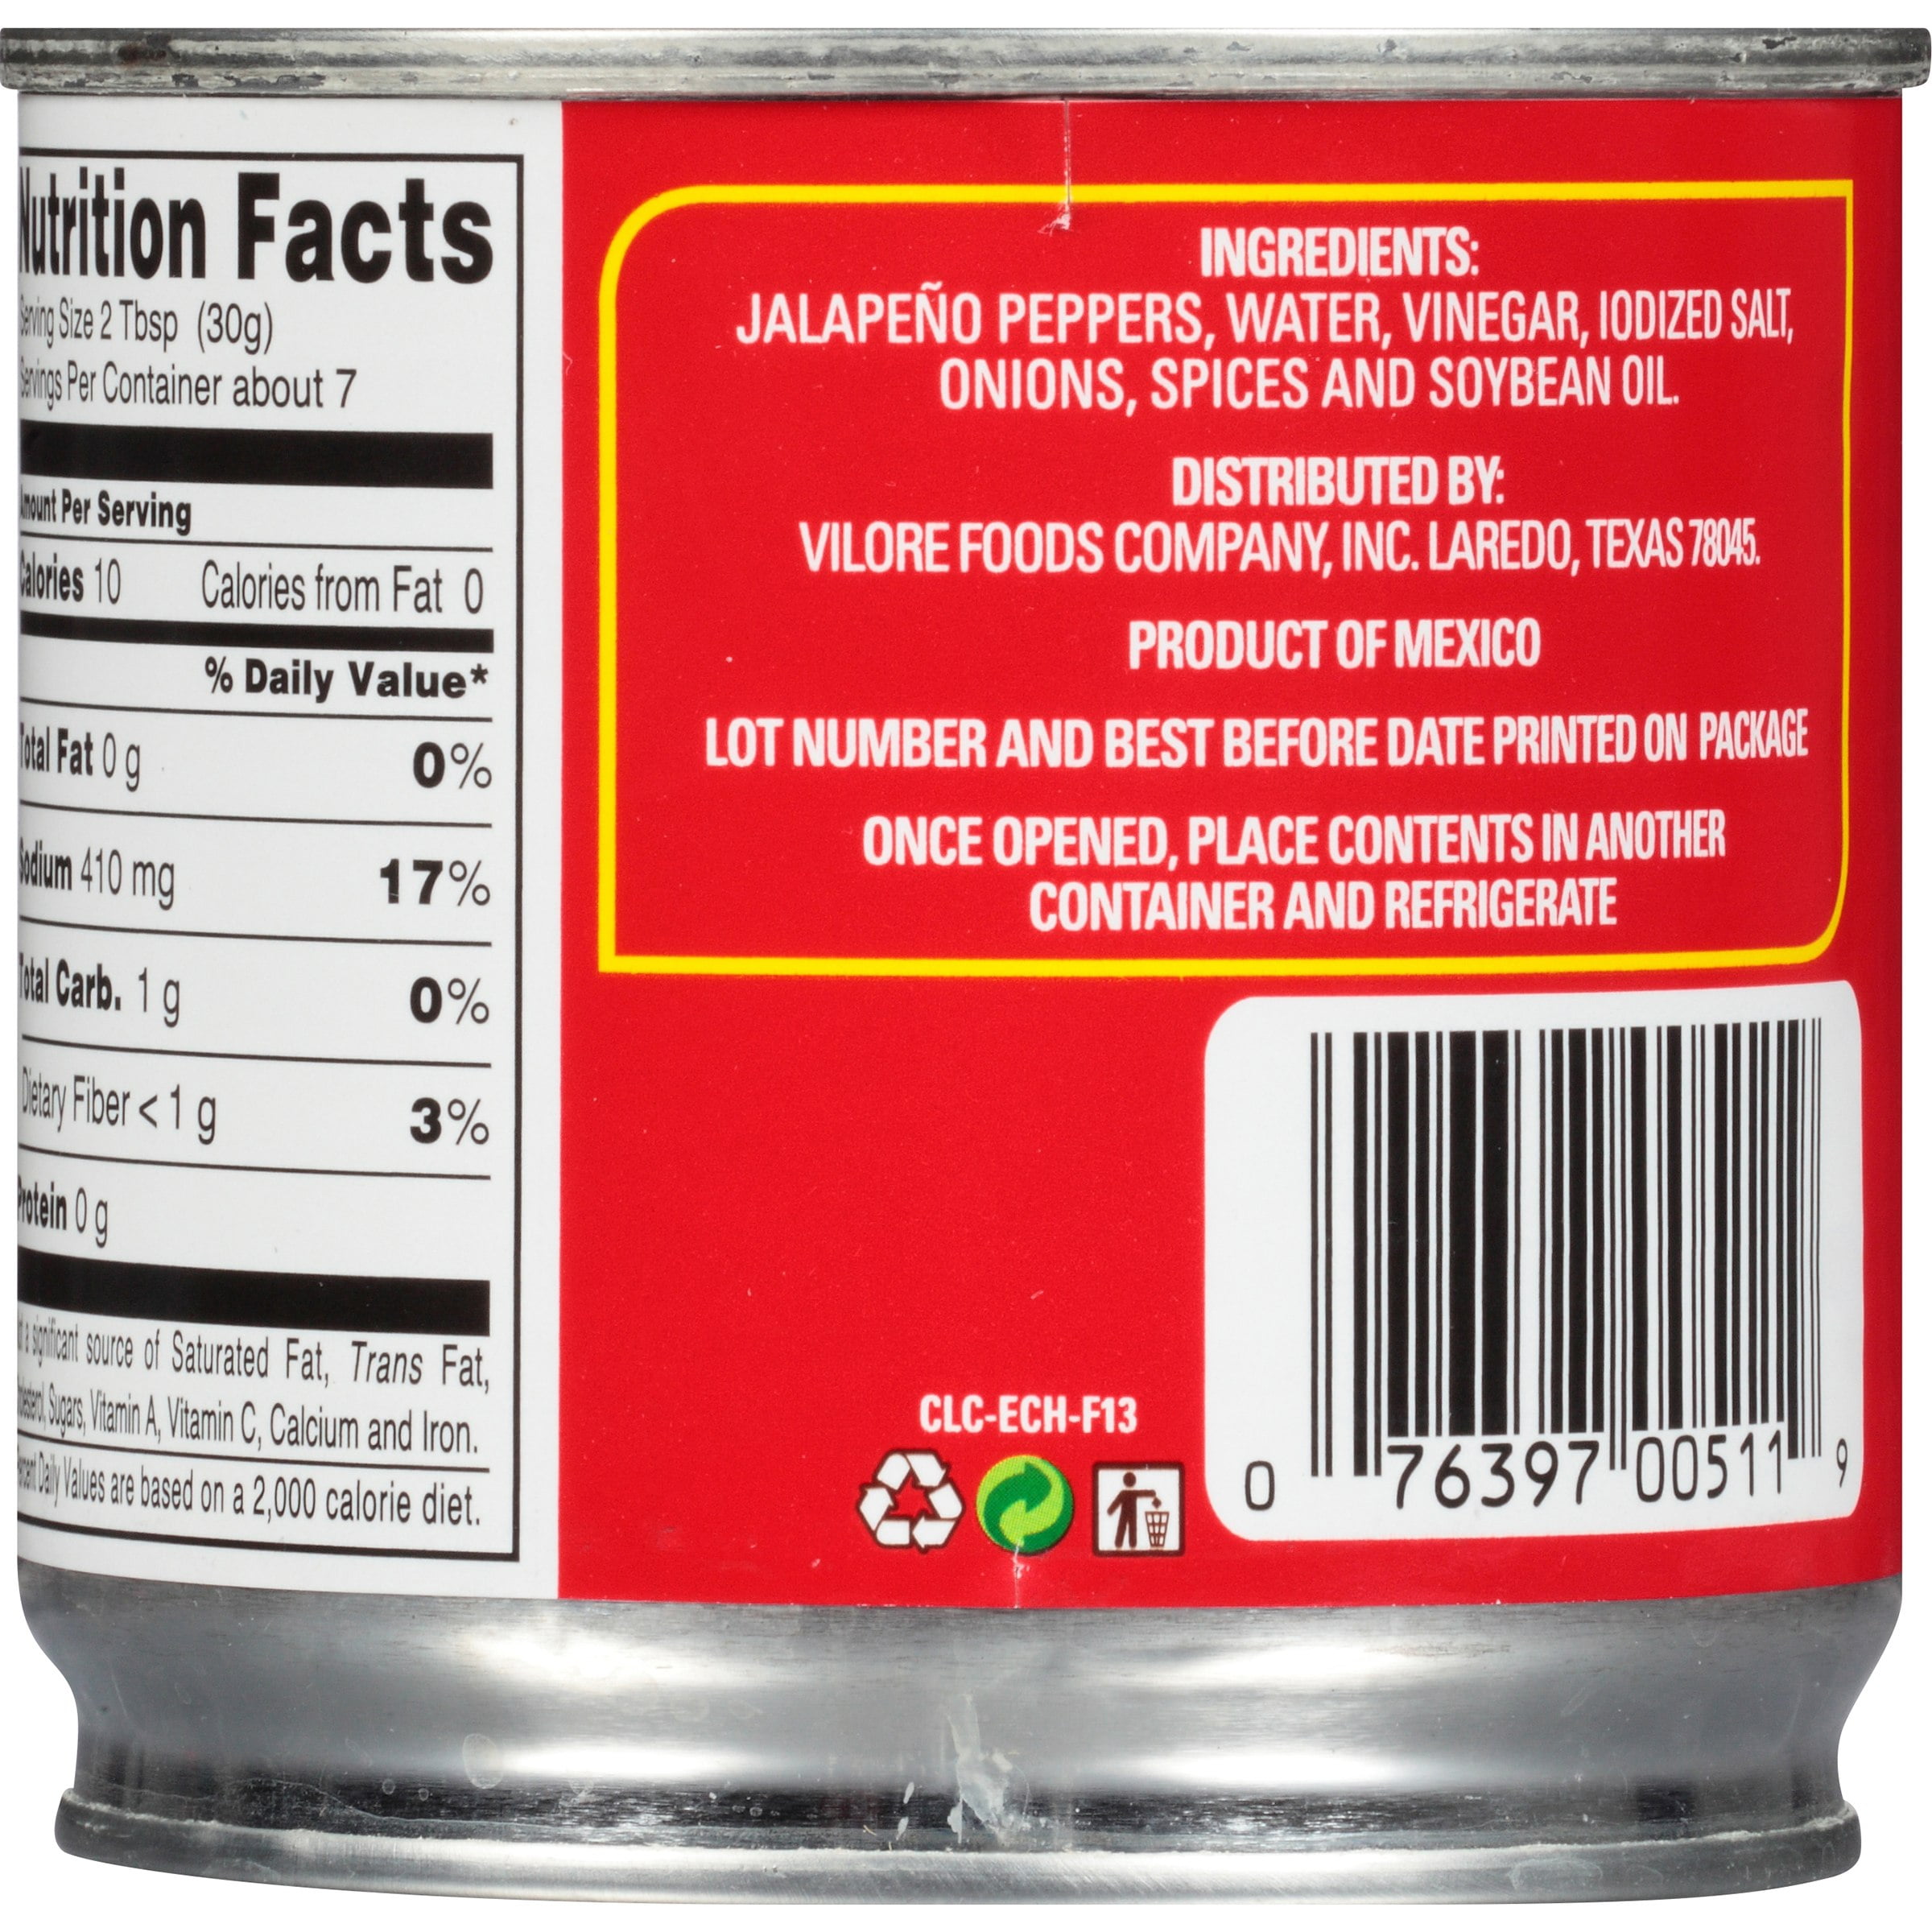 Nutrition Facts
Serving Size 2 Tbsp (30g)
Servings Per Container about 7
Amount Per Serving
Calories 10 Calories from Fat 0
% Daily Value*
Total Fat 0 g 0%
Sodium 410 mg 17%
Total Carb. 1 g 0%
Dietary Fiber < 1 g 3%
Protein 0 g
a significant source of Saturated Fat, Trans Fat,
Sugars, Vitamin A, Vitamin C, Calcium and Iron.
Daily Values are based on a 2,000 calorie diet.
INGREDIENTS:
JALAPEÑO PEPPERS, WATER, VINEGAR, IODIZED SALT,
ONIONS, SPICES AND SOYBEAN OIL.
DISTRIBUTED BY:
VILORE FOODS COMPANY, INC. LAREDO, TEXAS 78045.
PRODUCT OF MEXICO
LOT NUMBER AND BEST BEFORE DATE PRINTED ON PACKAGE
ONCE OPENED, PLACE CONTENTS IN ANOTHER
CONTAINER AND REFRIGERATE
CLC-ECH-F13
0 76397 00511 9